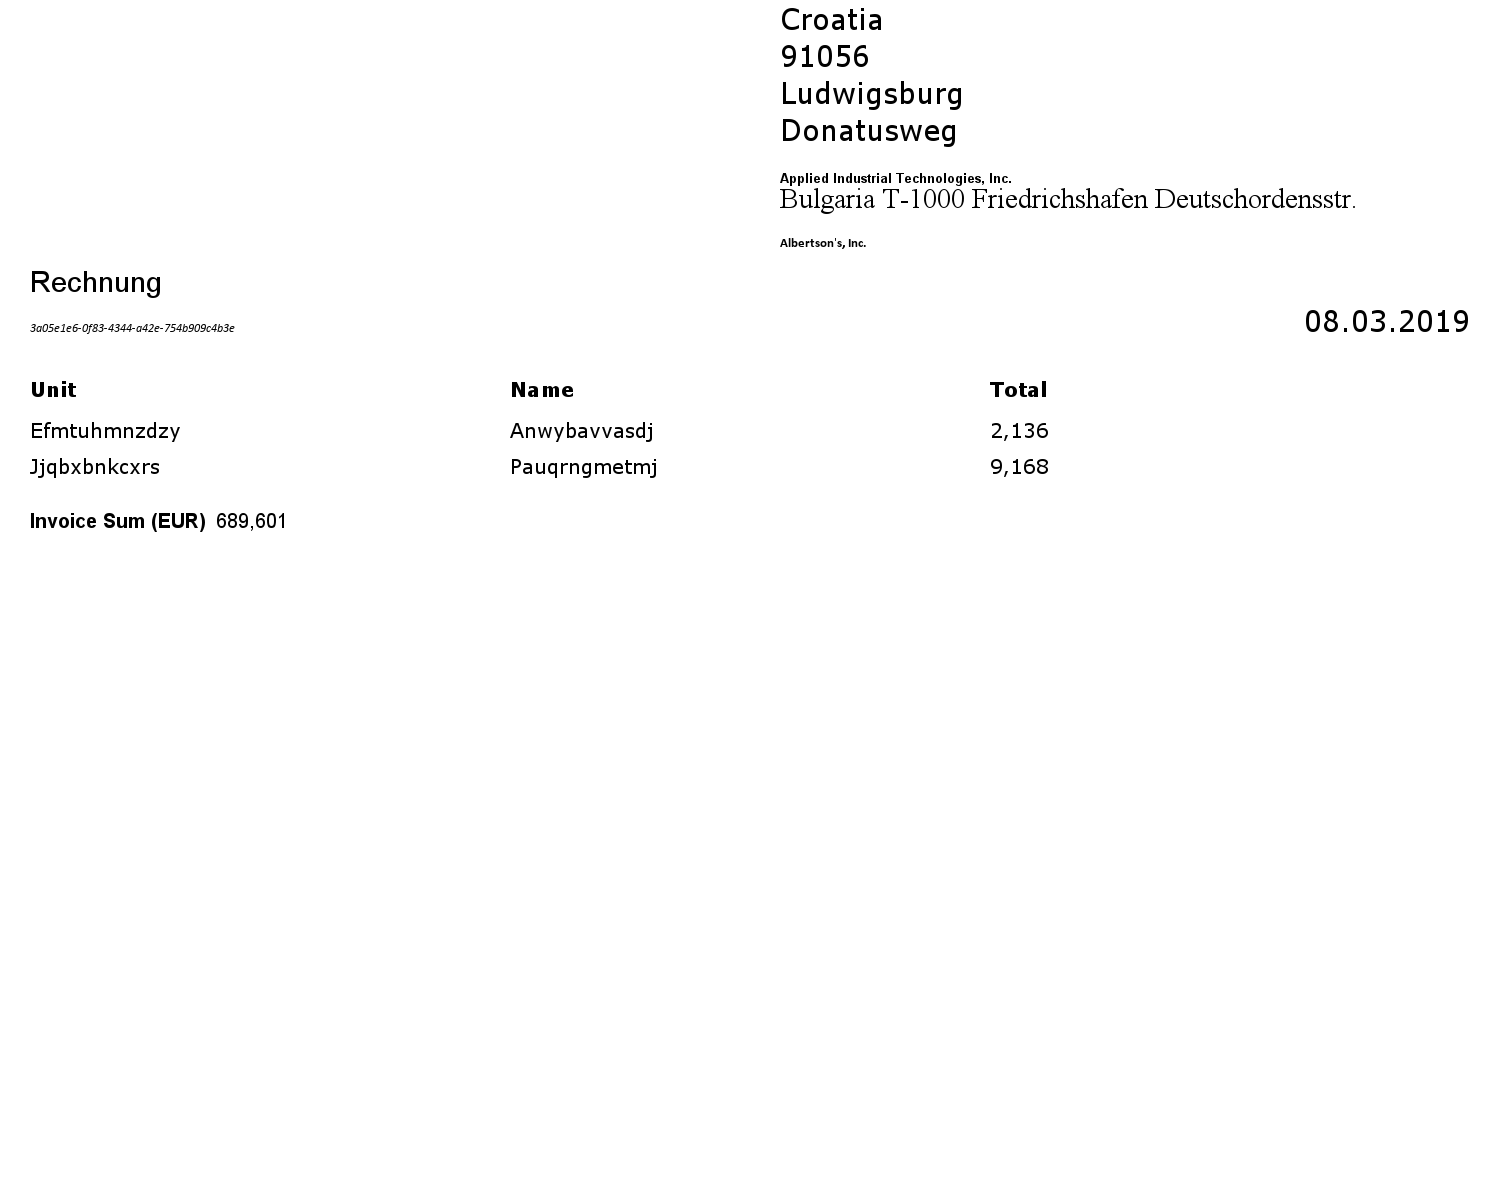 Croatia
91056
Ludwigsburg
Donatusweg
Applied Industrial Technologies, Inc.
Bulgaria T-1000 Friedrichshafen Deutschordensstr.
Albertson's, Inc.
Rechnung
3a05e1e6-0f83-4344-a42e-754b909c4b3e
08.03.2019
Unit Name Total
Efmtuhmnzdzy Anwybavvasdj 2,136
Jjqbxbnkcxrs Pauqrngmetmj 9,168
Invoice Sum (EUR) 689,601